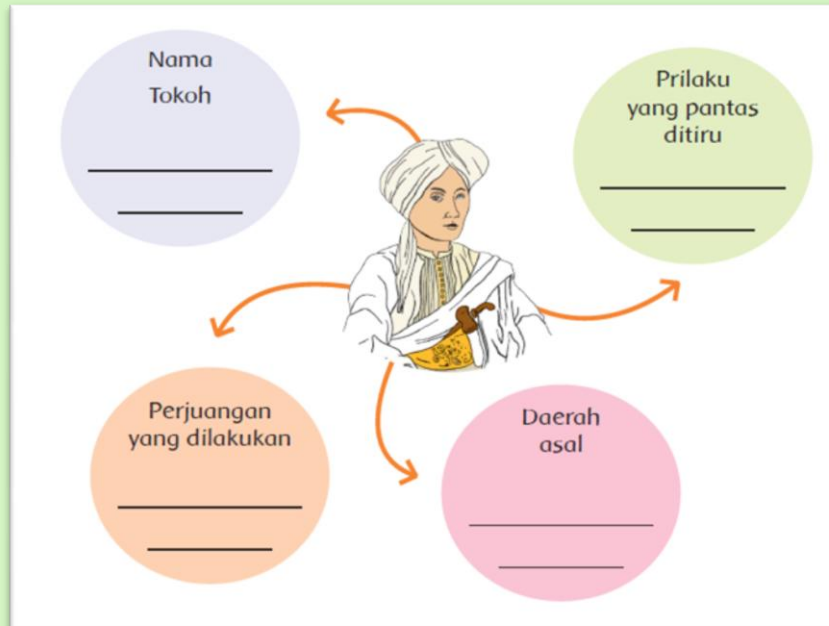 Nama
Tokoh
Prilaku
yang pantas
ditiru
Perjuangan
yang dilakukan
Daerah
asal